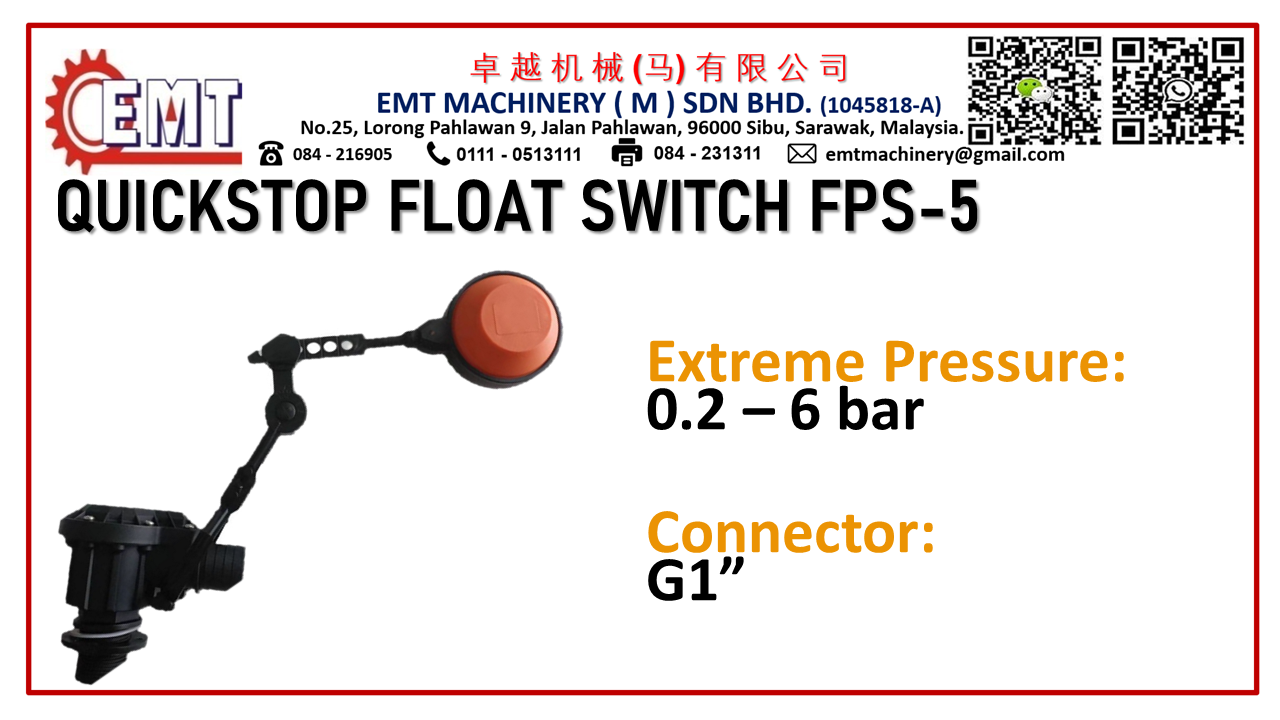 EMT
卓越机械(马)有限公司
EMT MACHINERY ( M ) SDN BHD. (1045818-A)
No.25, Lorong Pahlawan 9, Jalan Pahlawan, 96000 Sibu, Sarawak, Malaysia.
084 - 216905 0111 - 0513111 084 - 231311 emtmachinery@gmail.com
QUICKSTOP FLOAT SWITCH FPS-5
Extreme Pressure:
0.2 – 6 bar
Connector:
G1”